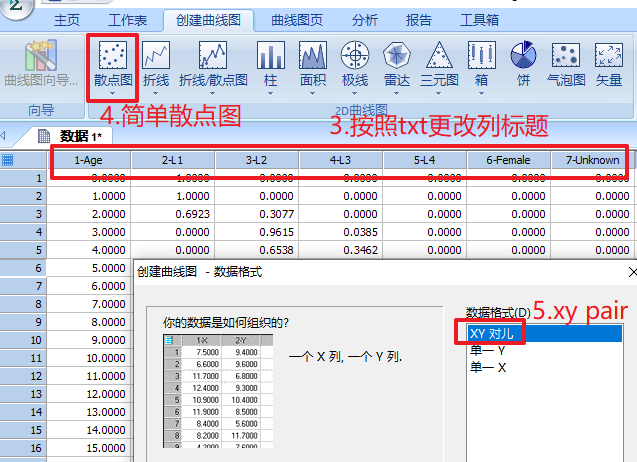 主页 工作表 创建曲线图 曲线图页 分析 报告 工具箱
曲线图向导... 散点图 折线 折线/散点图 柱 面积 极线 雷达 三元图 箱 饼 气泡图 矢量
向导 2D曲线图
4.简单散点图 3.按照txt更改列标题
数据 1*
1-Age 2-L1 3-L2 4-L3 5-L4 6-Female 7-Unknown
1 0.0000 1.0000 0.0000 0.0000 0.0000 0.0000 0.0000
2 1.0000 1.0000 0.0000 0.0000 0.0000 0.0000 0.0000
3 2.0000 0.6923 0.3077 0.0000 0.0000 0.0000 0.0000
4 3.0000 0.0000 0.9615 0.0385 0.0000 0.0000 0.0000
5 4.0000 0.0000 0.6538 0.3462 0.0000 0.0000 0.0000
6 5.0000
7 6.0000
8 7.0000
9 8.0000
10 9.0000
11 10.0000
12 11.0000
13 12.0000
14 13.0000
15 14.0000
16 15.0000
创建曲线图 - 数据格式
你的数据是如何组织的?
1-X 2-Y
1 7.5000 9.4000
2 6.6000 9.6000
3 11.7000 6.8000
4 12.4000 9.3000
5 10.9000 10.4000
6 11.9000 8.5000
7 8.4000 5.6000
8 8.2000 11.7000
9 4.2000 7.6000
一个 X 列, 一个 Y 列.
数据格式(D) 5.xy pair
XY 对儿
单一 Y
单一 X